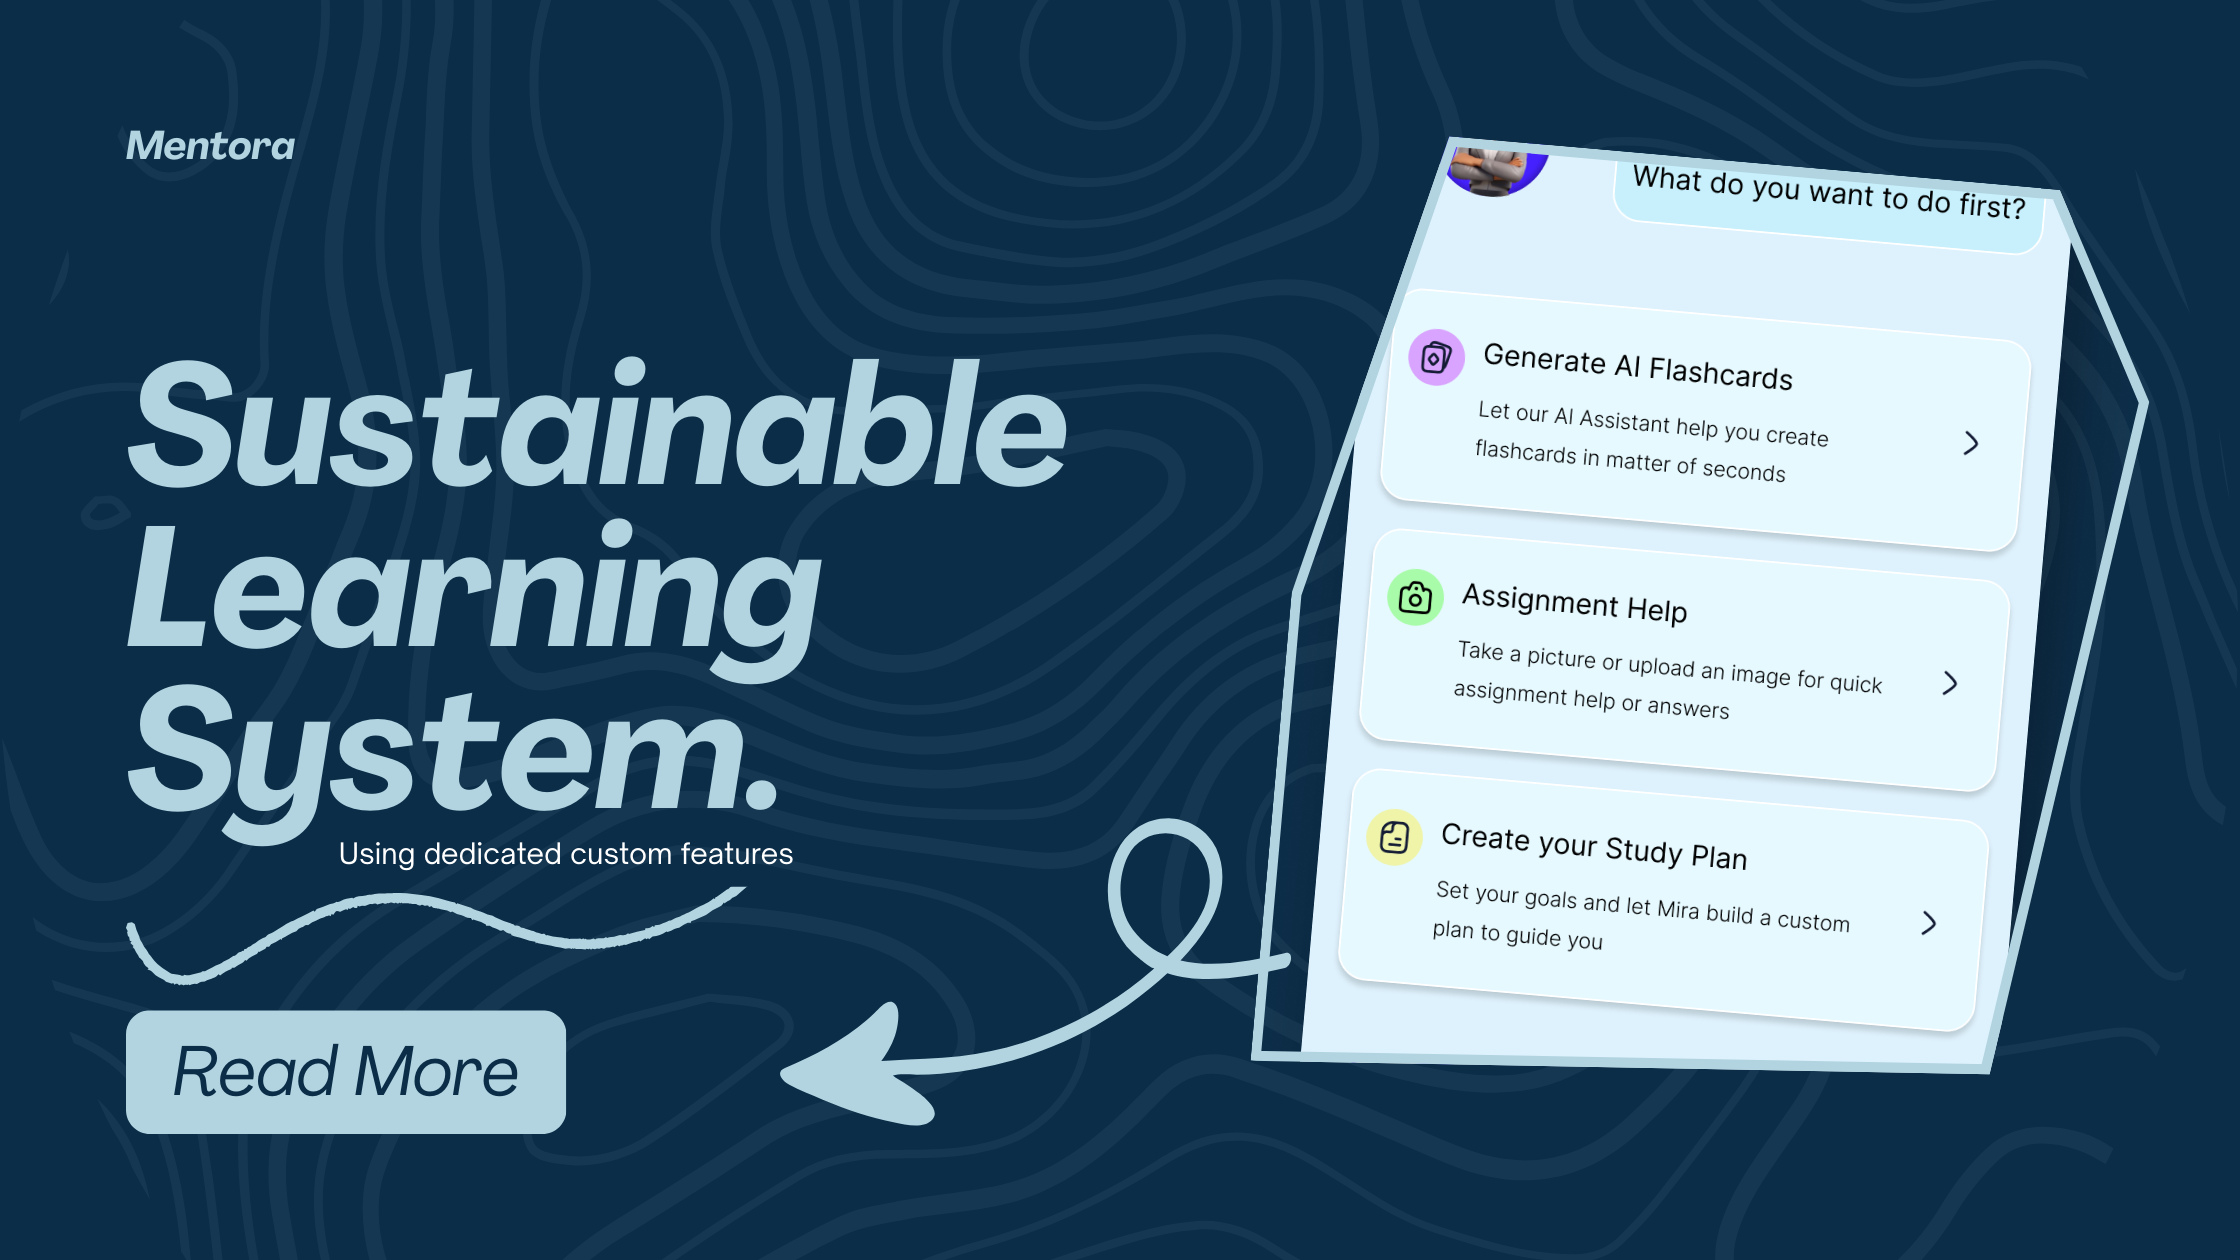 Mentora
Sustainable
Learning
System.
Using dedicated custom features
Read More
What do you want to do first?
Generate AI Flashcards
Let our AI Assistant help you create
flashcards in matter of seconds
Assignment Help
Take a picture or upload an image for quick
assignment help or answers
Create your Study Plan
Set your goals and let Mira build a custom
plan to guide you